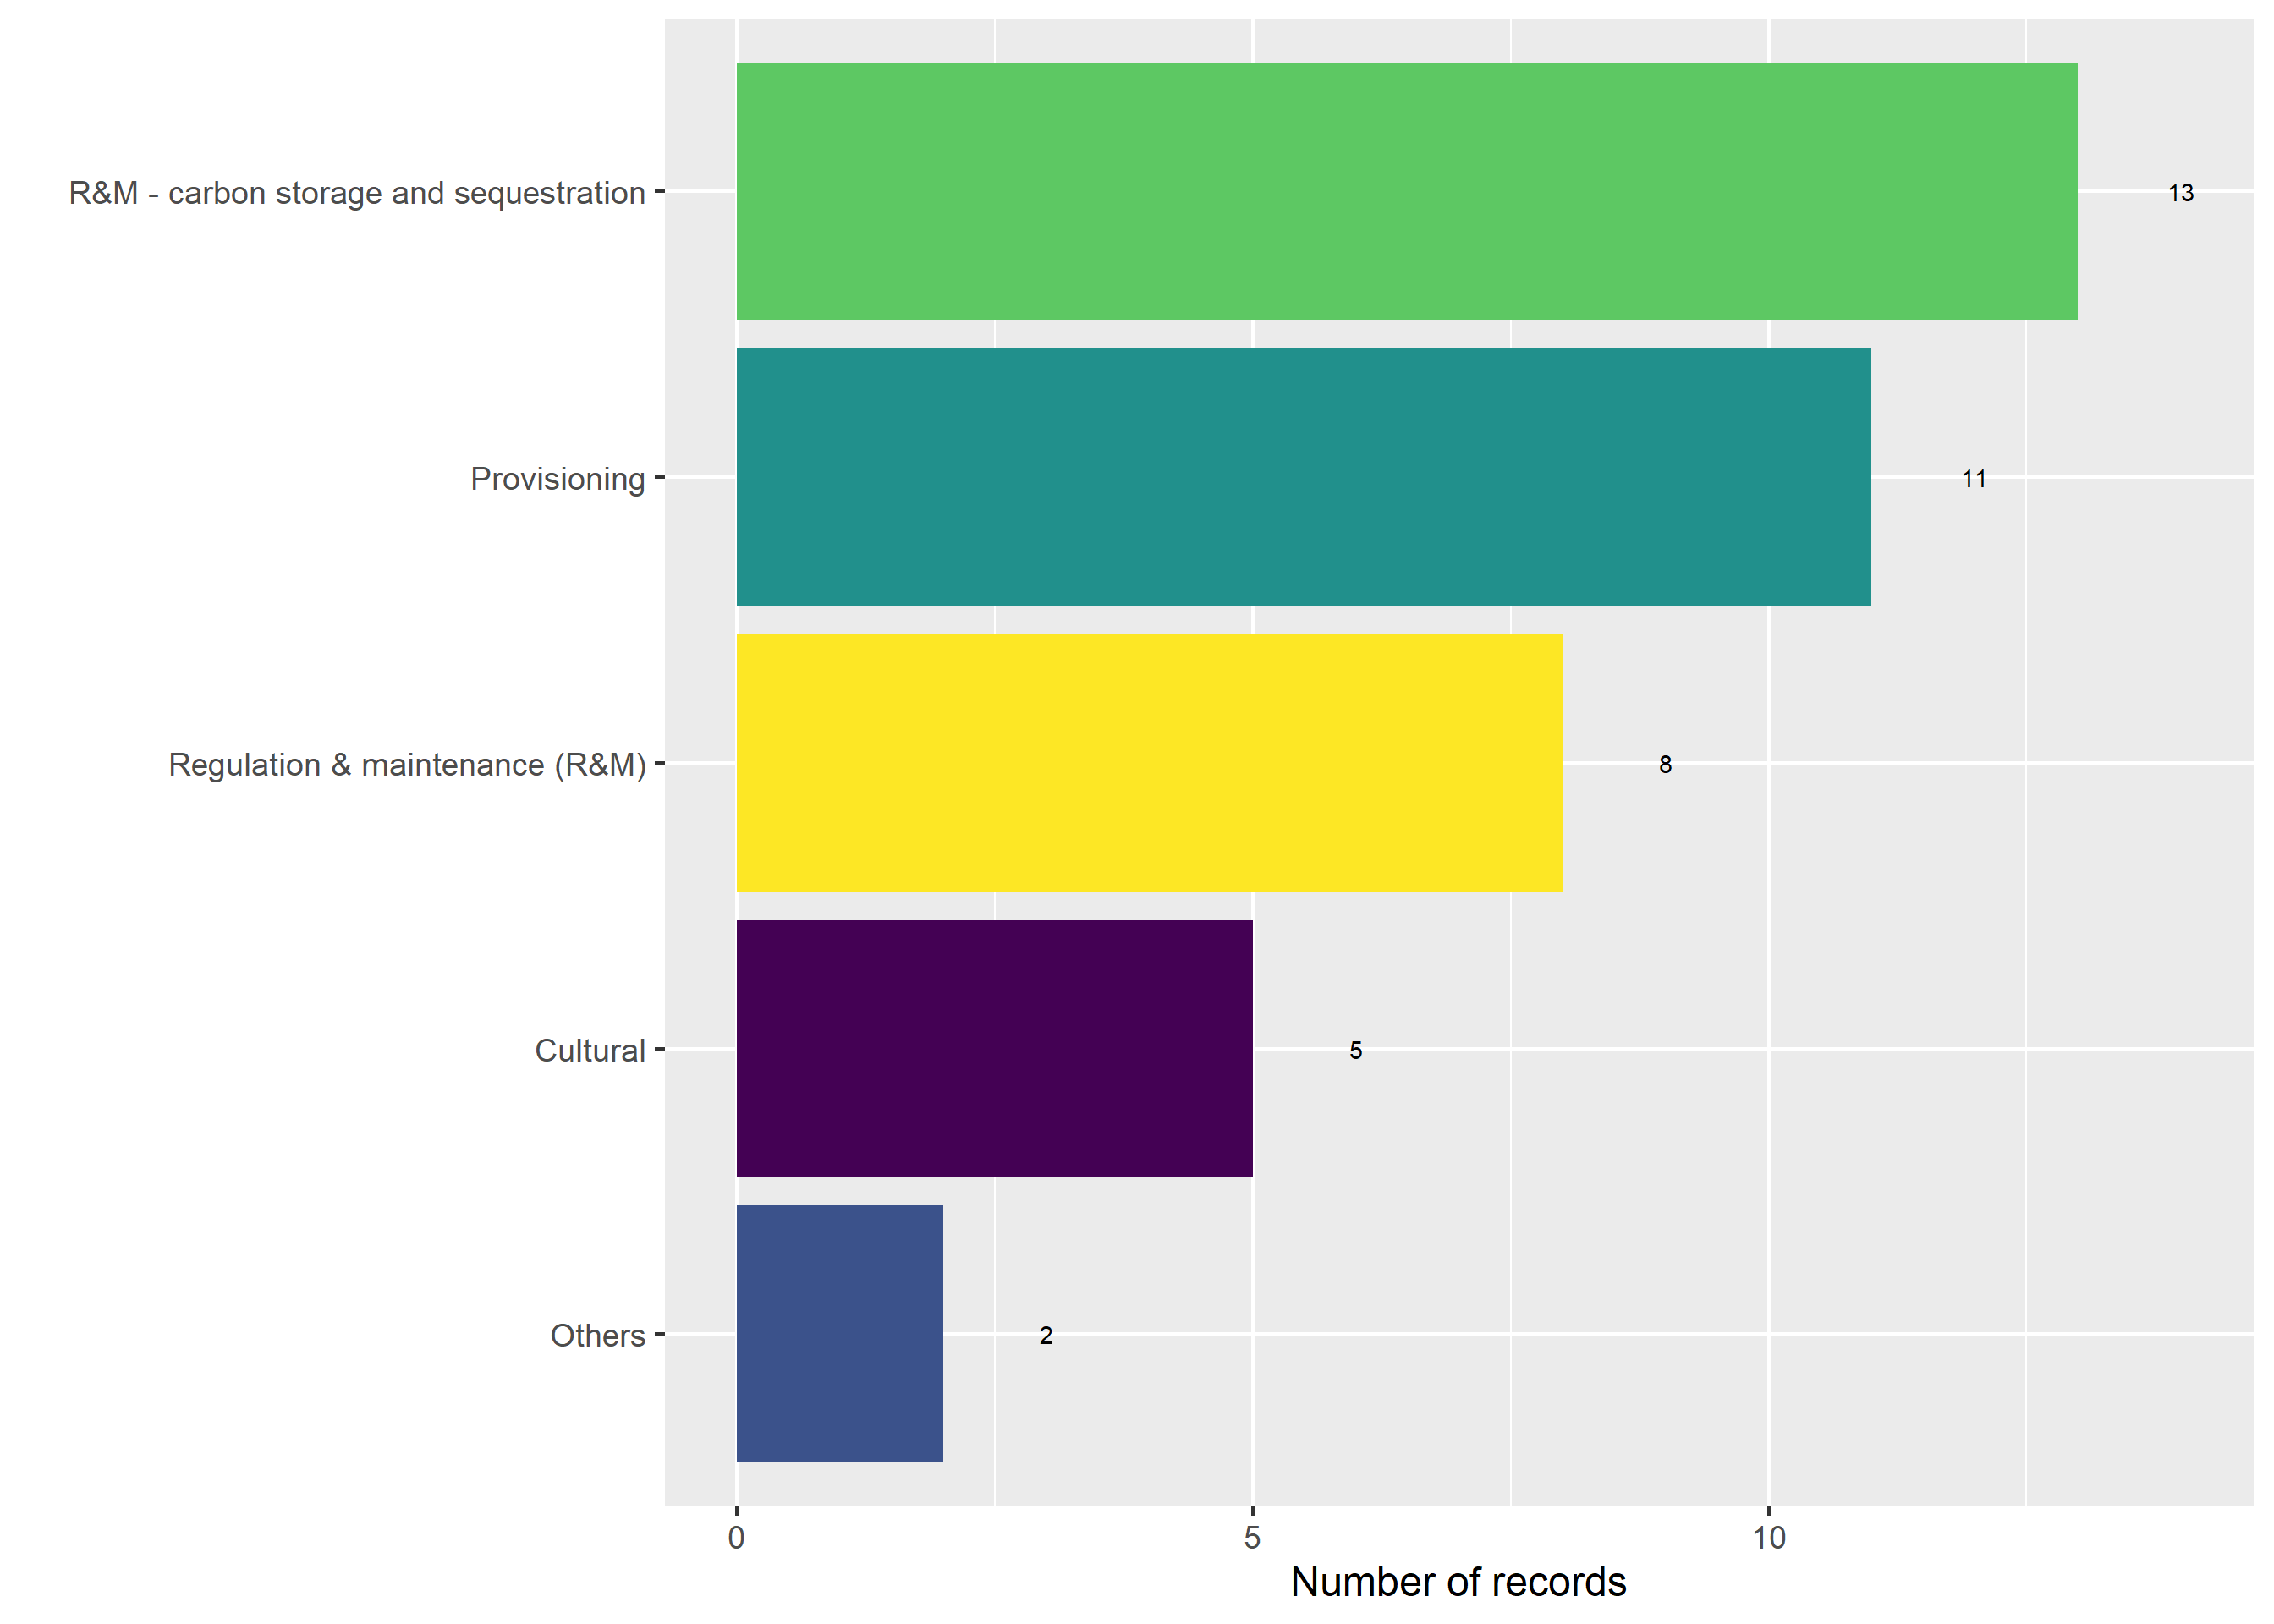 R&M - carbon storage and sequestration
13
Provisioning
11
Regulation & maintenance (R&M)
8
Cultural
5
Others
2
0 5 10
Number of records